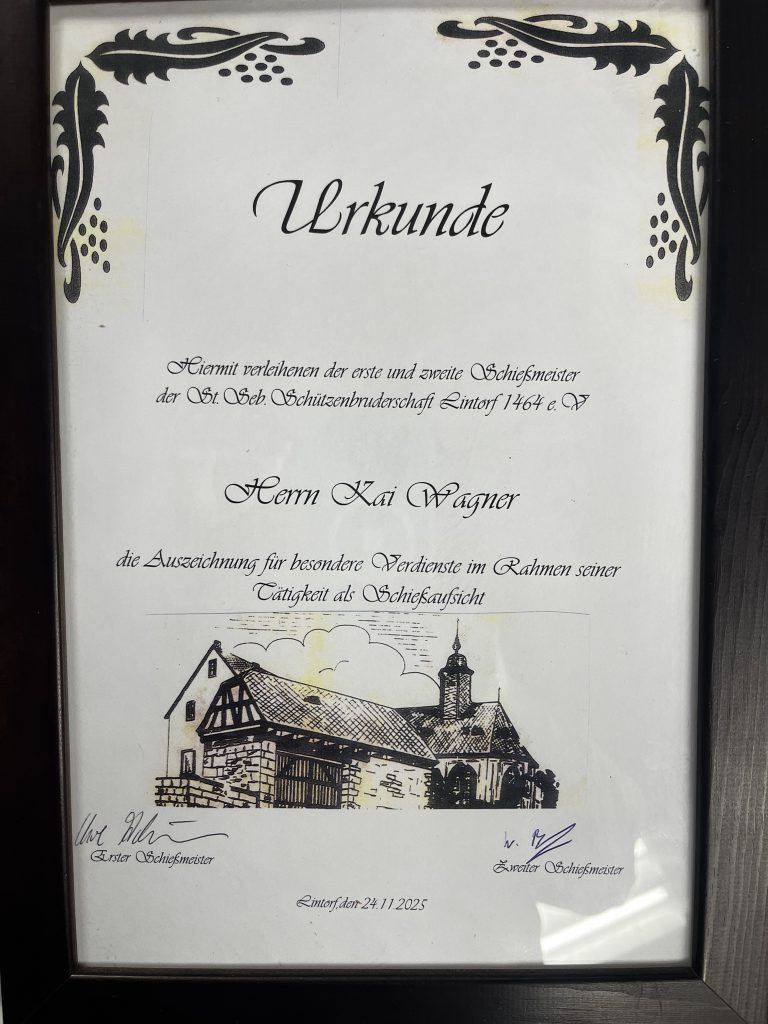 Urkunde
Hiermit verleihenen der erste und zweite Schießmeister
der St. Seb. Schützenbruderschaft Lintorf 1464 e. V
Herrn Kai Wagner
die Auszeichnung für besondere Verdienste im Rahmen seiner
Tätigkeit als Schießaufsicht
Uwe
Erster Schießmeister
Zweiter Schießmeister
Lintorf, den 24.11.2025